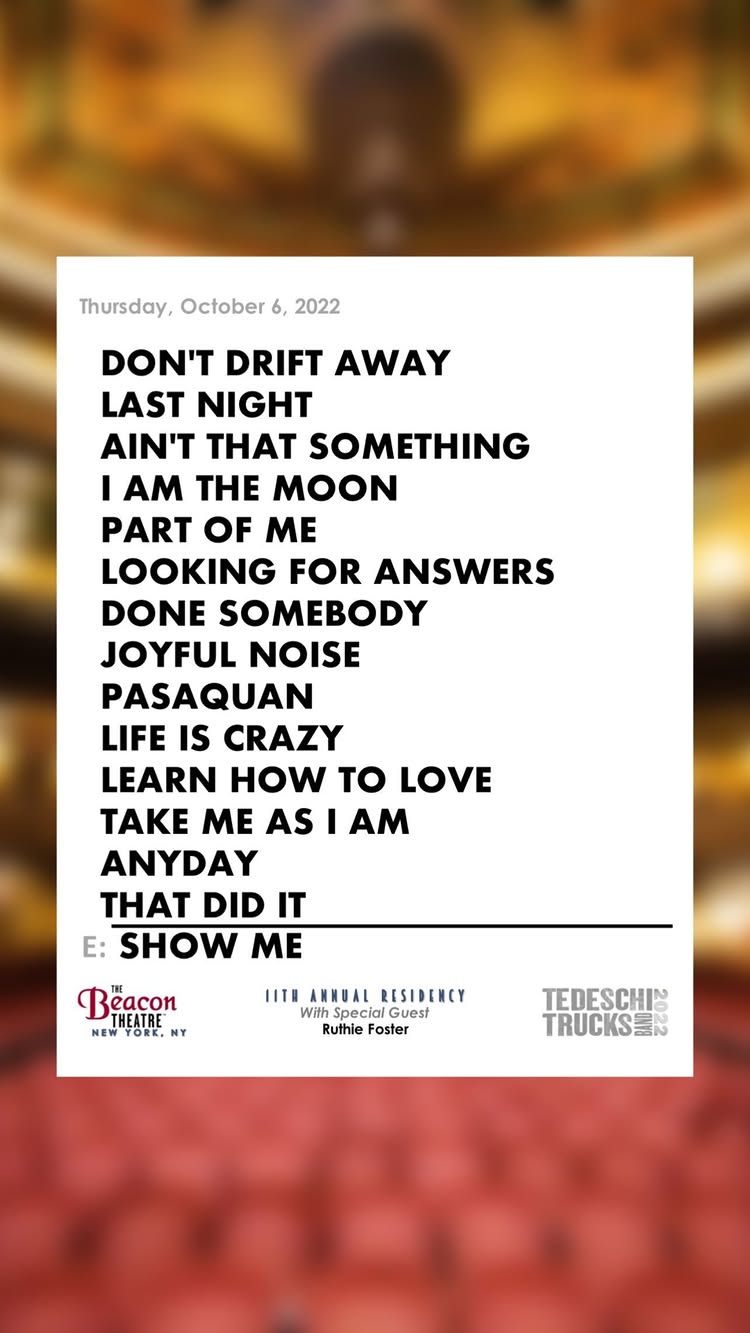 Thursday, October 6, 2022
DON'T DRIFT AWAY
LAST NIGHT
AIN'T THAT SOMETHING
I AM THE MOON
PART OF ME
LOOKING FOR ANSWERS
DONE SOMEBODY
JOYFUL NOISE
PASAQUAN
LIFE IS CRAZY
LEARN HOW TO LOVE
TAKE ME AS I AM
ANYDAY
THAT DID IT
E: SHOW ME
THE
Beacon
THEATRE™
NEW YORK, NY
11TH ANNUAL RESIDENCY
With Special Guest
Ruthie Foster
TEDESCHI
TRUCKS
BAND
2022